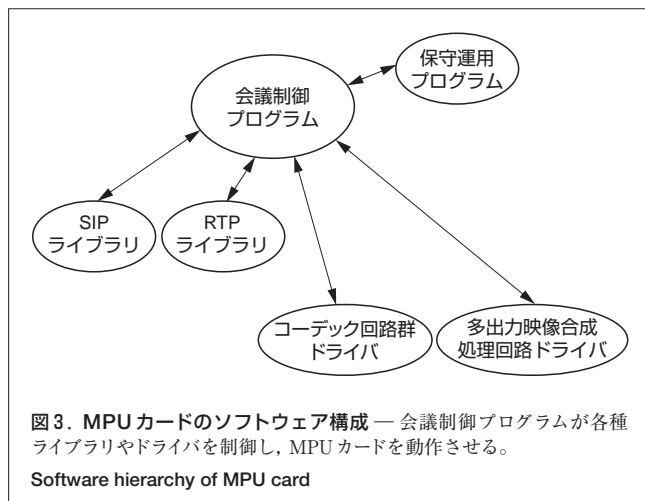 保守運用
プログラム
会議制御
プログラム
SIP
ライブラリ
RTP
ライブラリ
コーデック回路群
ドライバ
多出力映像合成
処理回路ドライバ
図3．MPUカードのソフトウェア構成 — 会議制御プログラムが各種
ライブラリやドライバを制御し，MPUカードを動作させる。
Software hierarchy of MPU card